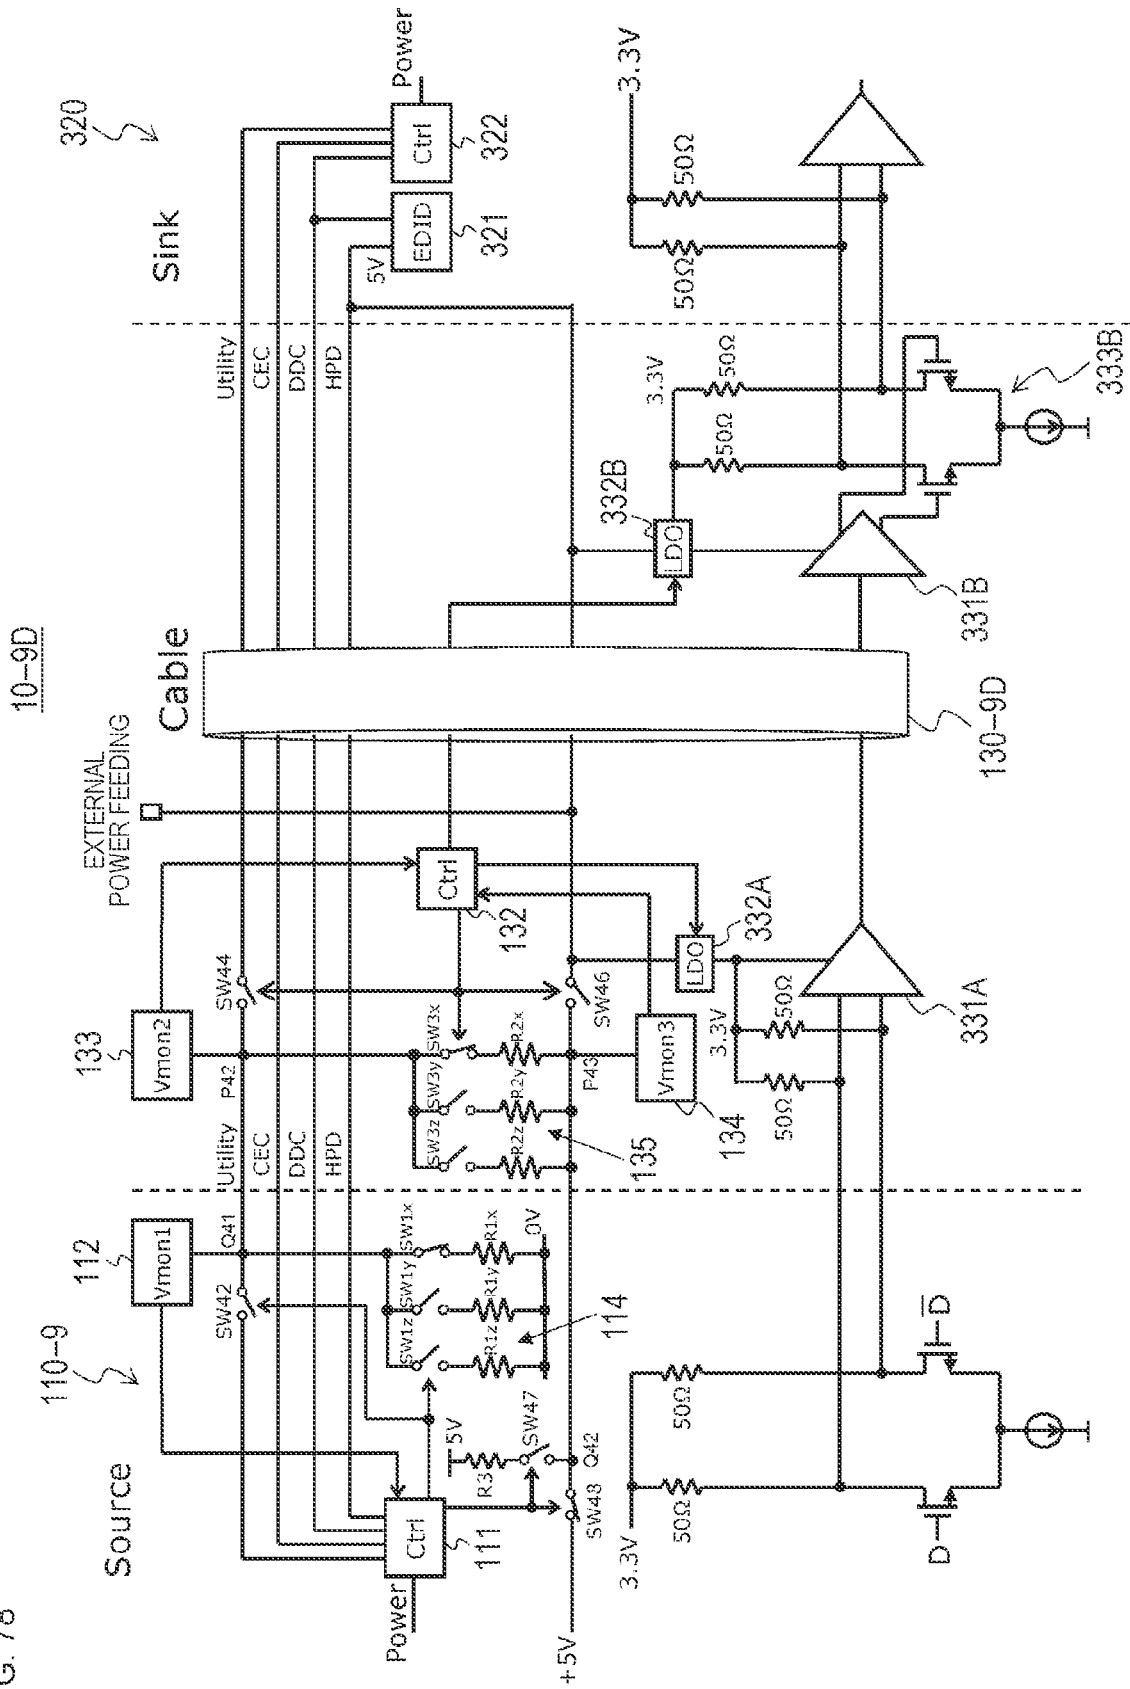 G. 78
10-9D
Source
Cable
Sink
110-9
320
EXTERNAL
POWER FEEDING
112
Vmon1
133
Vmon2
Q41
P42
SW42
SW44
Utility
CEC
DDC
HPD
Utility
CEC
DDC
HPD
Power
Ctrl
111
SW1z
SW1y
SW1x
R1z
R1y
R1x
0V
114
5V
R3
SW47
Q42
SW48
+5V
SW3z
SW3y
SW3x
R2z
R2y
R2x
135
P43
SW46
Ctrl
132
Vmon3
134
LDO
332A
3.3V
50Ω
50Ω
331A
130-9D
LDO
332B
3.3V
50Ω
50Ω
331B
333B
5V
EDID
321
Ctrl
322
Power
3.3V
50Ω
50Ω
3.3V
50Ω
50Ω
D
D̅